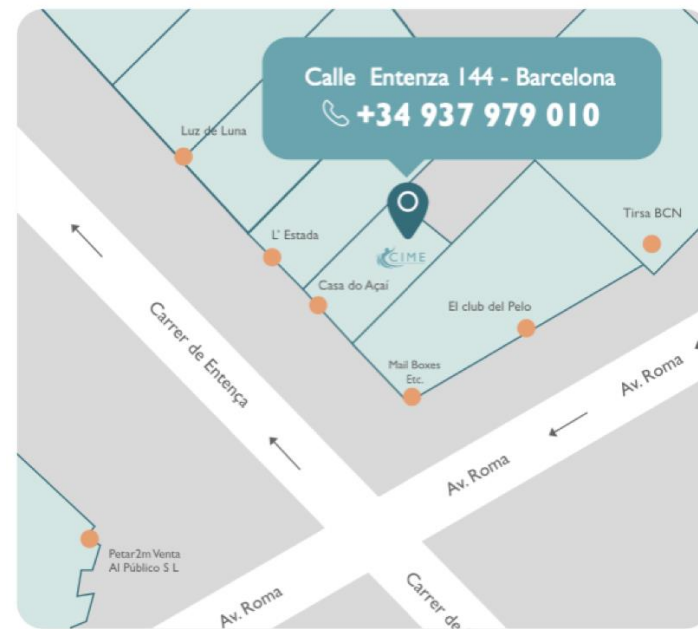 Calle Entenza 144 - Barcelona
+34 937 979 010
Luz de Luna
Tirsa BCN
L' Estada
CIME
Casa do Açaí
El club del Pelo
Carrer de Entença
Mail Boxes
Etc.
Av. Roma
Av. Roma
Petar2m Venta
Al Público S L
Av. Roma
Carrer de